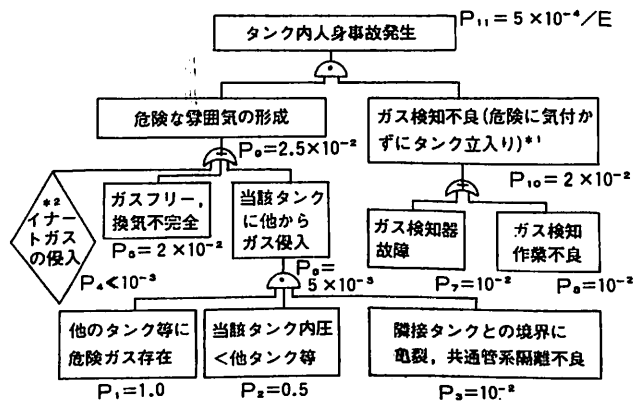 タンク内人身事故発生
P₁₁=5×10⁻⁴/E
危険な雰囲気の形成
P₉=2.5×10⁻²
ガス検知不良(危険に気付か
ずにタンク立入り)*¹
P₁₀=2×10⁻²
*²
イナー
トガス
の侵入
P₄≪10⁻³
ガスフリー,
換気不完全
P₅=2×10⁻²
当該タンク
に他から
ガス侵入
P₆=
5×10⁻³
ガス検知器
故障
P₇=10⁻²
ガス検知
作業不良
P₈=10⁻²
他のタンク等に
危険ガス存在
P₁=1.0
当該タンク内圧
<他タンク等
P₂=0.5
隣接タンクとの境界に
亀裂,共通管系隔離不良
P₃=10⁻²